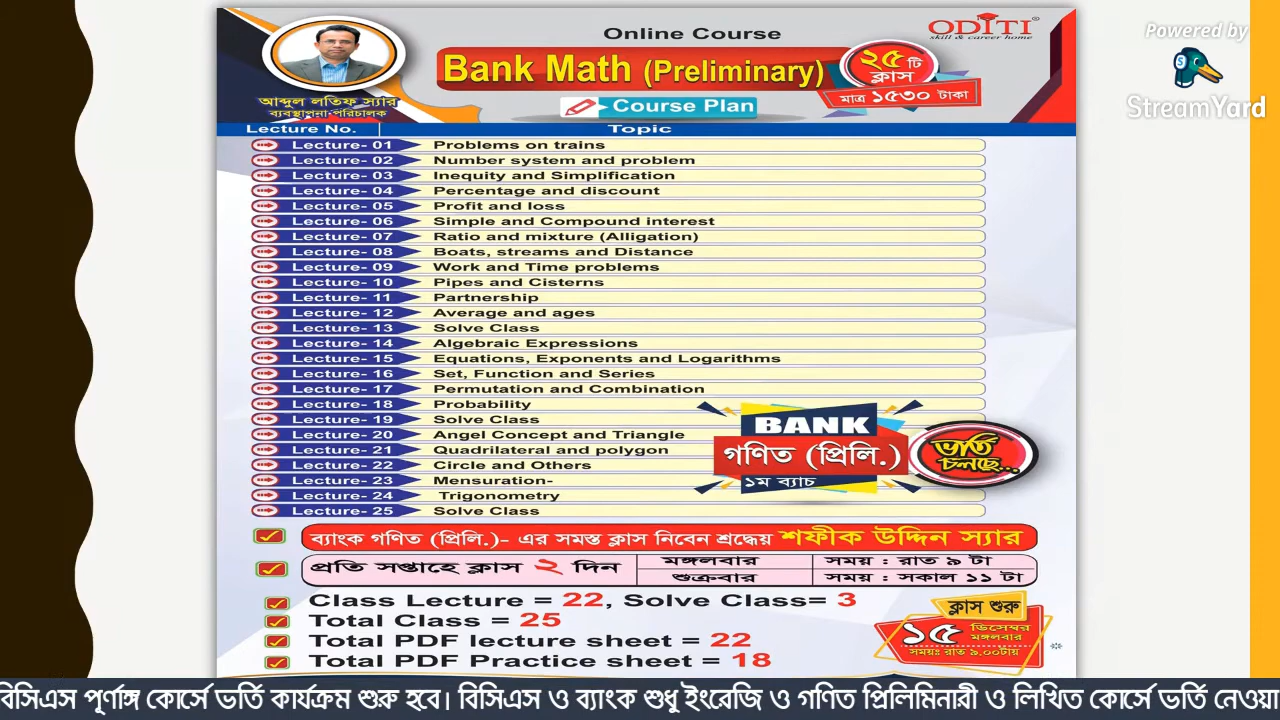 Online Course
ODITI
skill & career home
Powered by
StreamYard
Bank Math (Preliminary)
২৫ টি
ক্লাস
মাত্র ১৫৩০ টাকা
Course Plan
আব্দুল লতিফ স্যার
ব্যবস্থাপনা পরিচালক
Lecture No. Topic
Lecture- 01 Problems on trains
Lecture- 02 Number system and problem
Lecture- 03 Inequity and Simplification
Lecture- 04 Percentage and discount
Lecture- 05 Profit and loss
Lecture- 06 Simple and Compound interest
Lecture- 07 Ratio and mixture (Alligation)
Lecture- 08 Boats, streams and Distance
Lecture- 09 Work and Time problems
Lecture- 10 Pipes and Cisterns
Lecture- 11 Partnership
Lecture- 12 Average and ages
Lecture- 13 Solve Class
Lecture- 14 Algebraic Expressions
Lecture- 15 Equations, Exponents and Logarithms
Lecture- 16 Set, Function and Series
Lecture- 17 Permutation and Combination
Lecture- 18 Probability
Lecture- 19 Solve Class
Lecture- 20 Angel Concept and Triangle
Lecture- 21 Quadrilateral and polygon
Lecture- 22 Circle and Others
Lecture- 23 Mensuration-
Lecture- 24 Trigonometry
Lecture- 25 Solve Class
BANK
গণিত (প্রিলি.)
১ম ব্যাচ
ভর্তি
চলছে...
ব্যাংক গণিত (প্রিলি.)- এর সমস্ত ক্লাস নিবেন শ্রদ্ধেয় শফীক উদ্দিন স্যার
প্রতি সপ্তাহে ক্লাস ২ দিন
মঙ্গলবার সময় : রাত ৯ টা
শুক্রবার সময় : সকাল ১১ টা
Class Lecture = 22, Solve Class= 3
Total Class = 25
Total PDF lecture sheet = 22
Total PDF Practice sheet = 18
ক্লাস শুরু
১৫ ডিসেম্বর
মঙ্গলবার
সময়ঃ রাত ৯.০০টায়
বিসিএস পূর্ণাঙ্গ কোর্সে ভর্তি কার্যক্রম শুরু হবে। বিসিএস ও ব্যাংক শুধু ইংরেজি ও গণিত প্রিলিমিনারী ও লিখিত কোর্সে ভর্তি নেওয়া